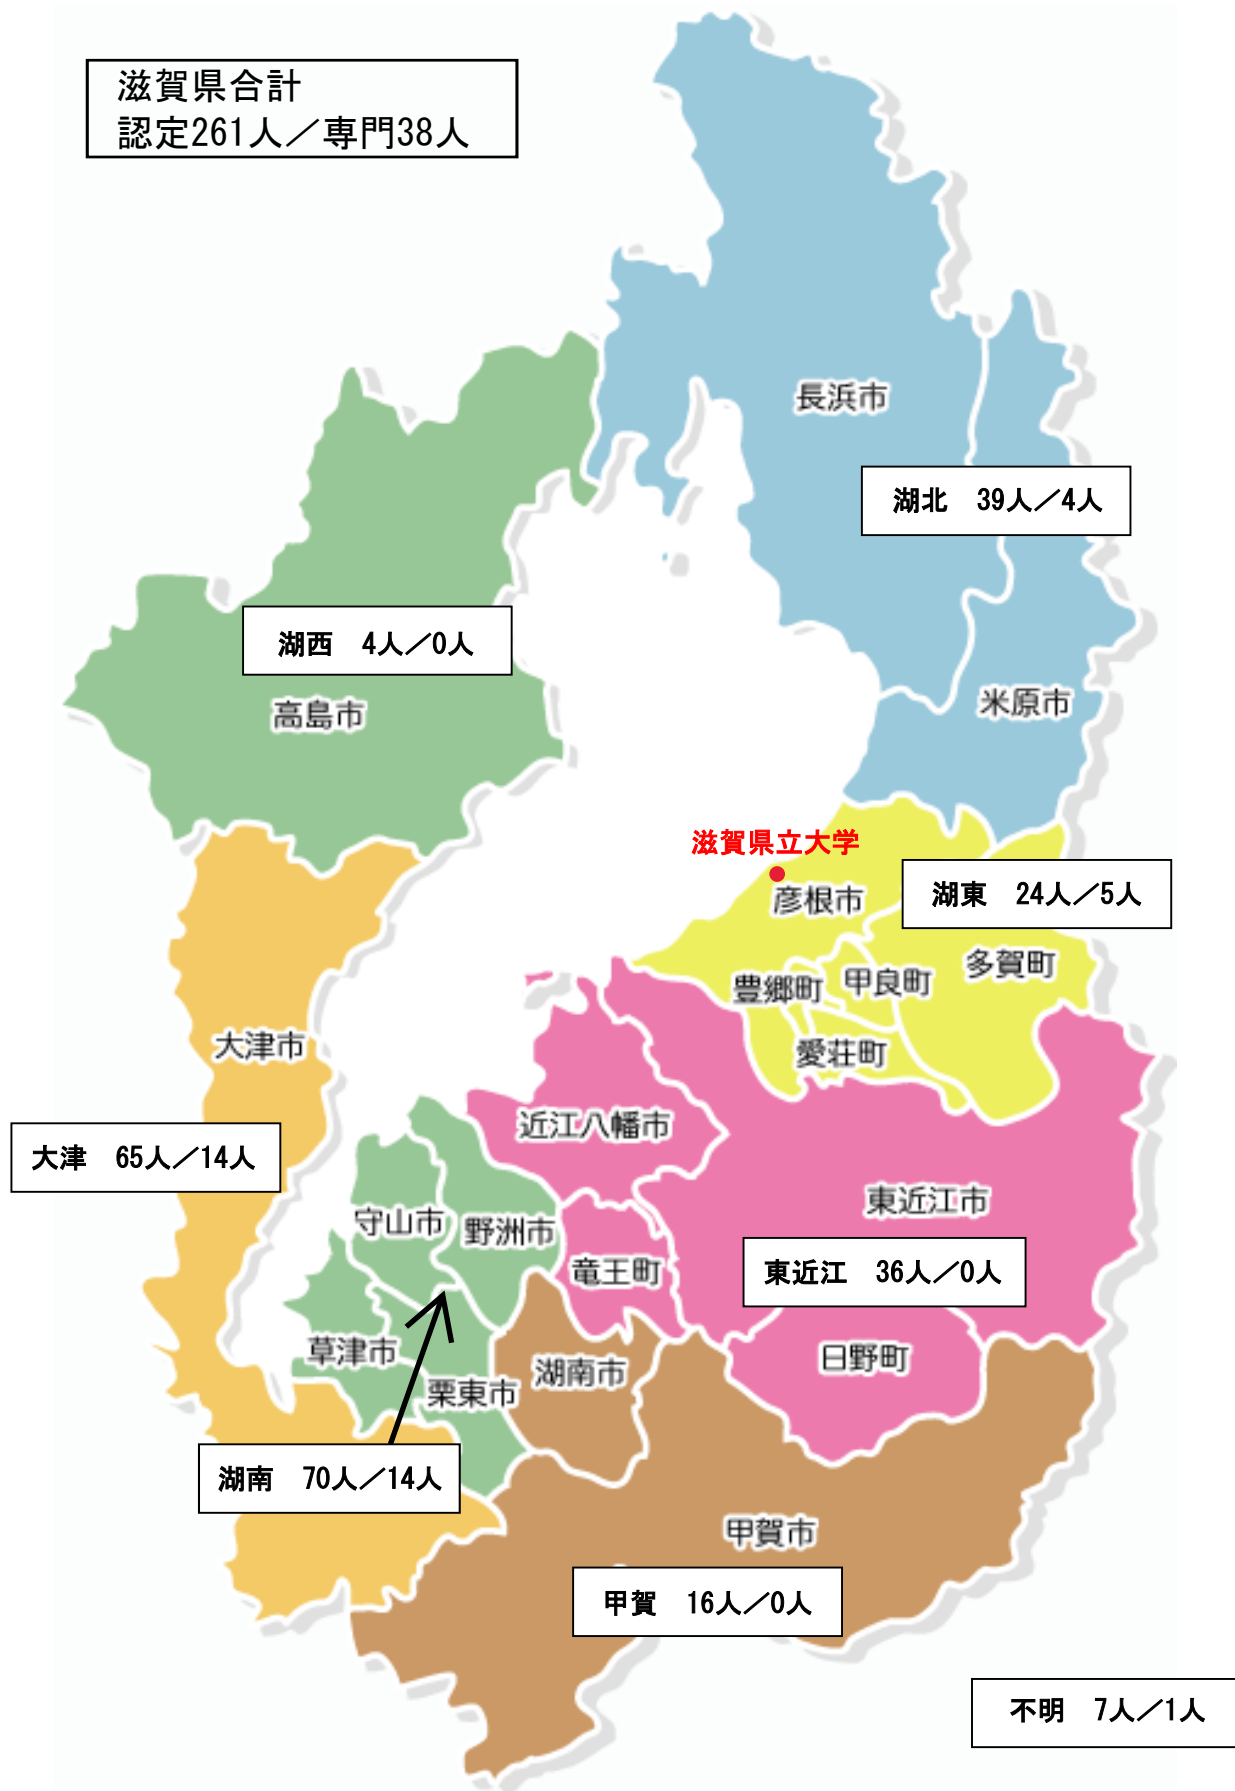 滋賀県合計
認定261人／専門38人
長浜市
湖北　39人／4人
湖西　4人／0人
高島市
米原市
滋賀県立大学
彦根市
湖東　24人／5人
多賀町
豊郷町
甲良町
愛荘町
大津市
近江八幡市
大津　65人／14人
東近江市
守山市
野洲市
竜王町
東近江　36人／0人
草津市
日野町
湖南市
栗東市
湖南　70人／14人
甲賀市
甲賀　16人／0人
不明　7人／1人